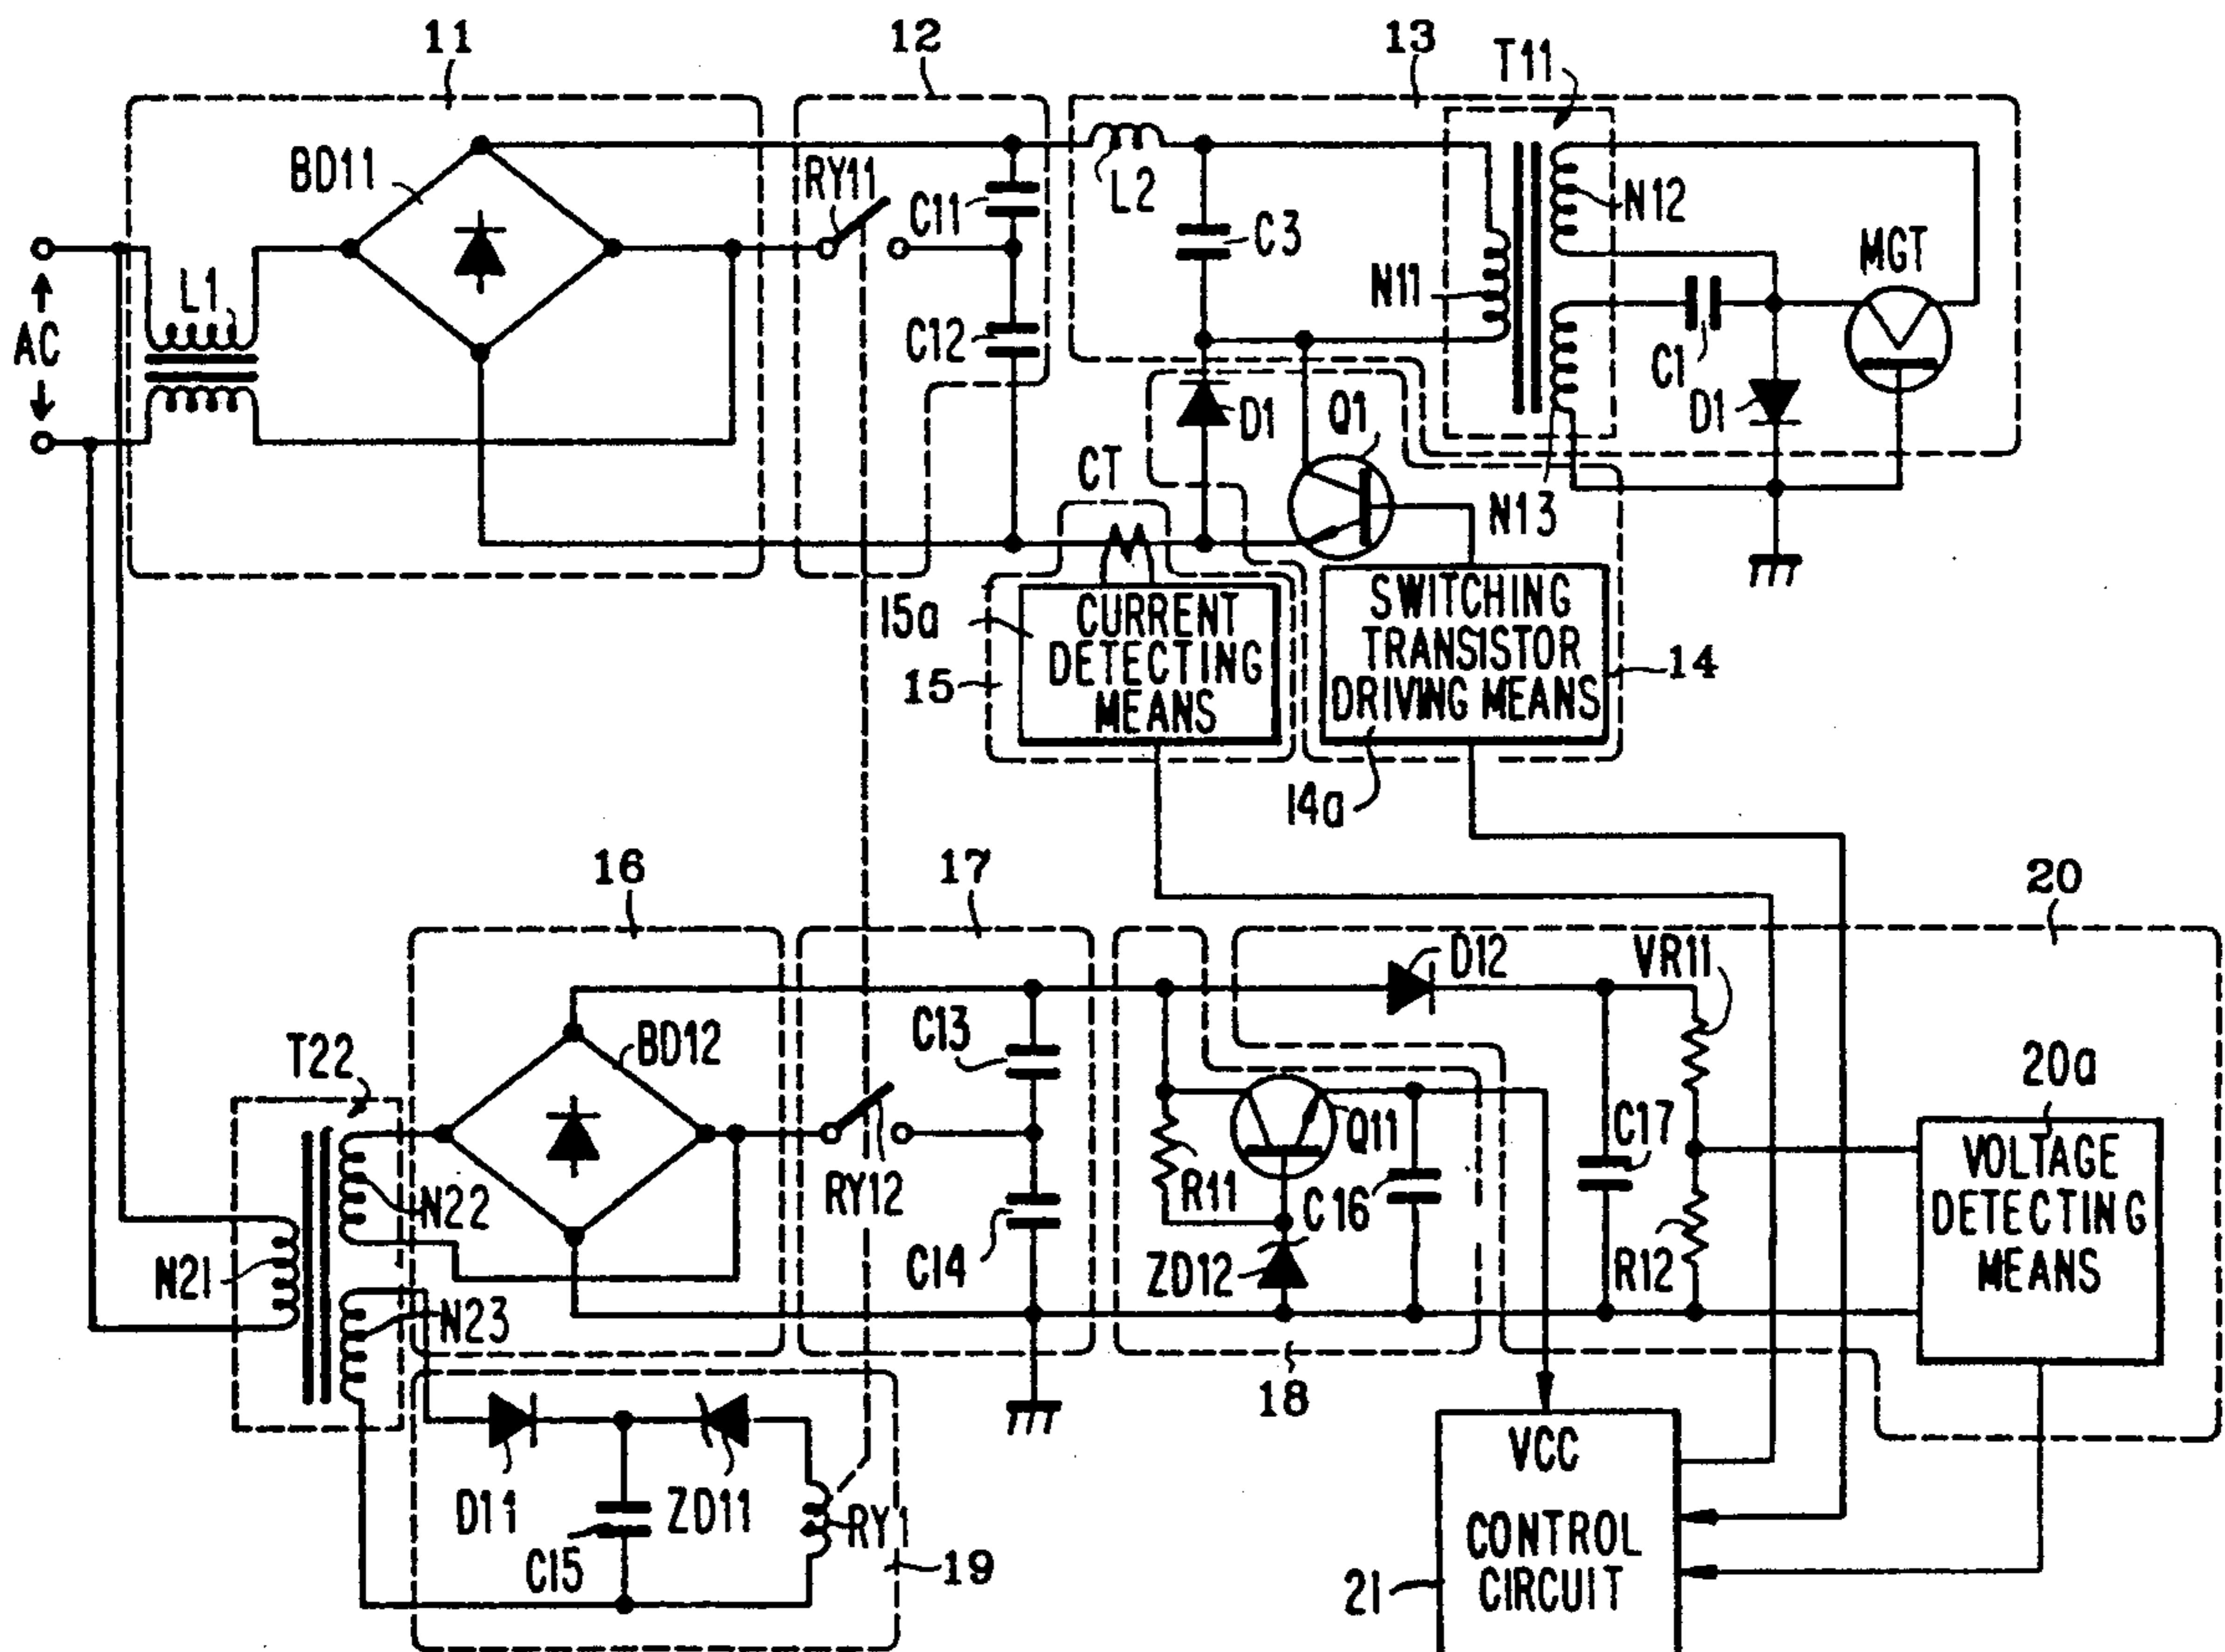 11
12
13
T11
BD11
RY11
C11
L2
C3
N12
MGT
AC
L1
N11
C12
C1
D1
D1
Q1
CT
N13
15a
CURRENT
DETECTING
MEANS
15
SWITCHING
TRANSISTOR
DRIVING MEANS
14
14a
16
17
20
D12
VR11
C13
BD12
T22
20a
C17
Q11
VOLTAGE
DETECTING
MEANS
N22
RY12
R11
C16
N21
C14
ZD12
R12
N23
18
VCC
D11
C15
ZD11
RY1
19
CONTROL
CIRCUIT
21